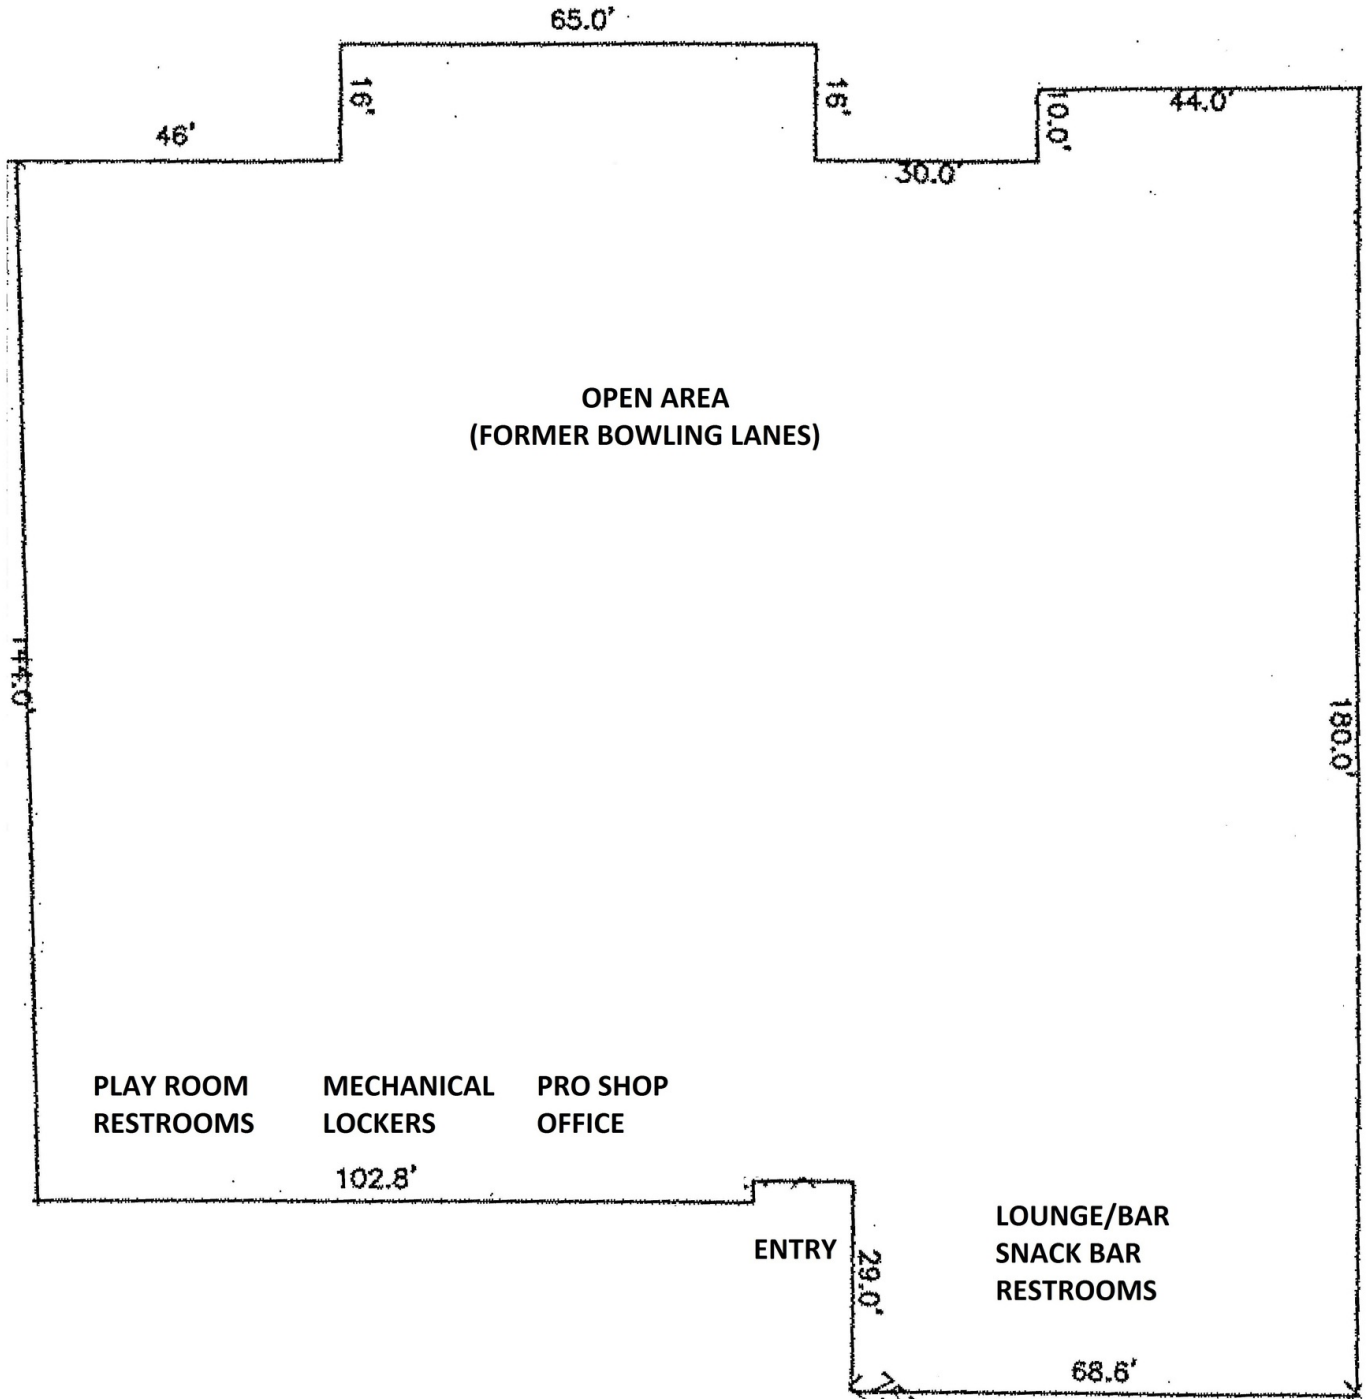 65.0'
16'
16'
44.0'
10.0'
46'
30.0'
OPEN AREA
(FORMER BOWLING LANES)
144.0'
180.0'
PLAY ROOM
RESTROOMS
MECHANICAL
LOCKERS
PRO SHOP
OFFICE
102.8'
ENTRY
29.0'
LOUNGE/BAR
SNACK BAR
RESTROOMS
68.6'